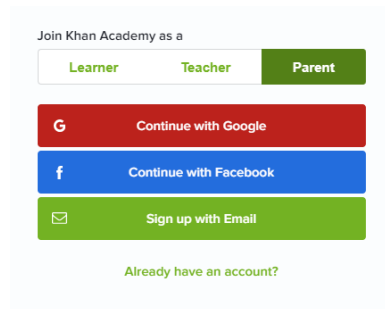 Join Khan Academy as a
Learner Teacher Parent
G Continue with Google
f Continue with Facebook
Sign up with Email
Already have an account?